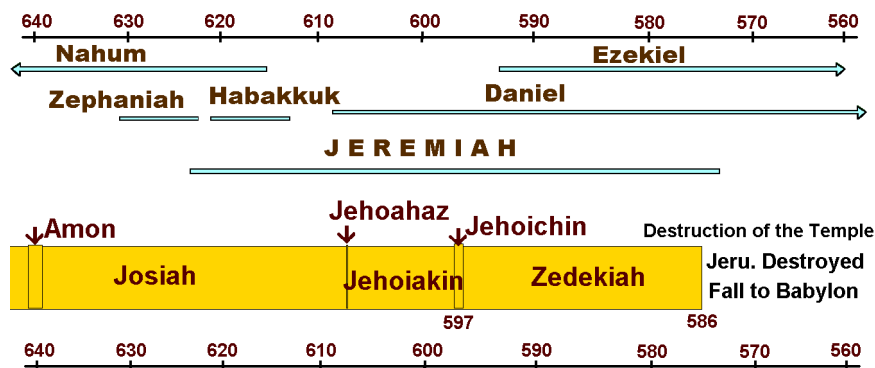 640 630 620 610 600 590 580 570 560
Nahum Ezekiel
Zephaniah Habakkuk Daniel
JEREMIAH
Amon Jehoahaz Jehoichin Destruction of the Temple
Josiah Jehoiakin Zedekiah Jeru. Destroyed
Fall to Babylon
597 586
640 630 620 610 600 590 580 570 560